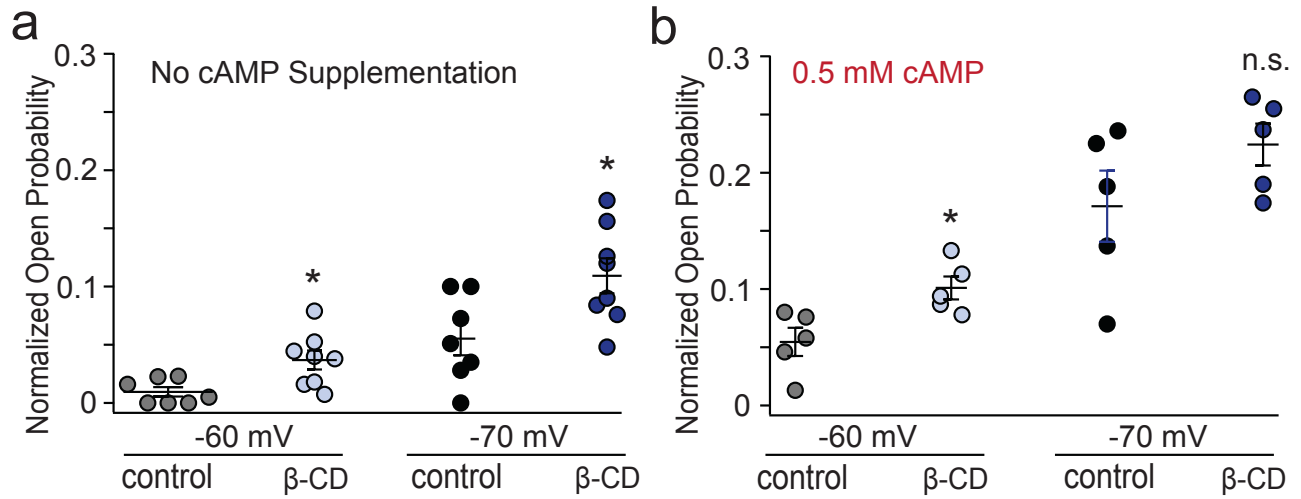 a
No cAMP Supplementation
Normalized Open Probability
0.3
0.2
0.1
0
*
*
-60 mV
-70 mV
control
β-CD
control
β-CD
b
0.5 mM cAMP
Normalized Open Probability
0.3
0.2
0.1
0
*
n.s.
-60 mV
-70 mV
control
β-CD
control
β-CD